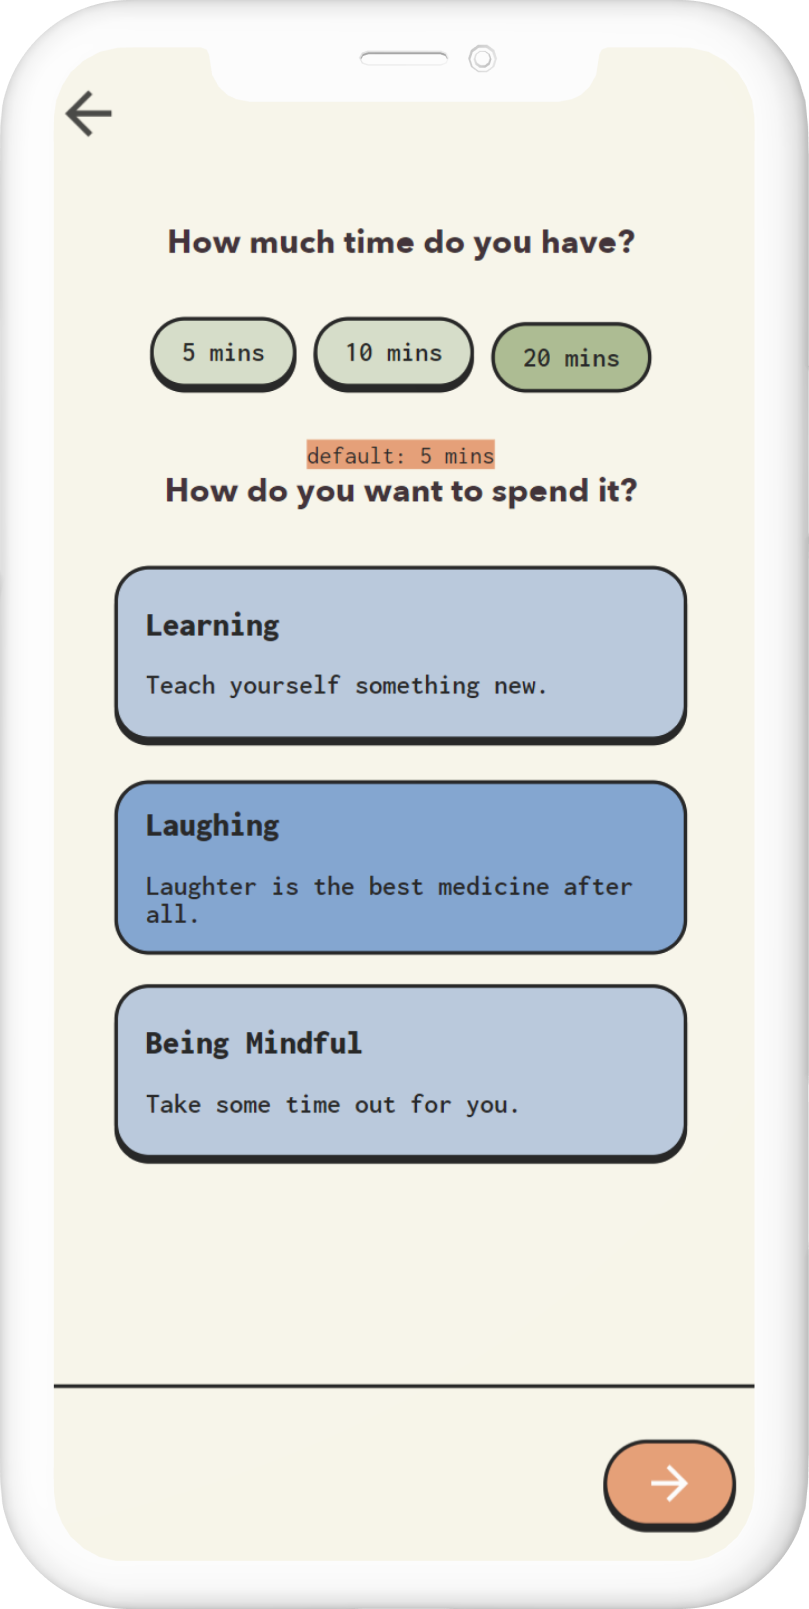 How much time do you have?
5 mins
10 mins
20 mins
default: 5 mins
How do you want to spend it?
Learning
Teach yourself something new.
Laughing
Laughter is the best medicine after
all.
Being Mindful
Take some time out for you.